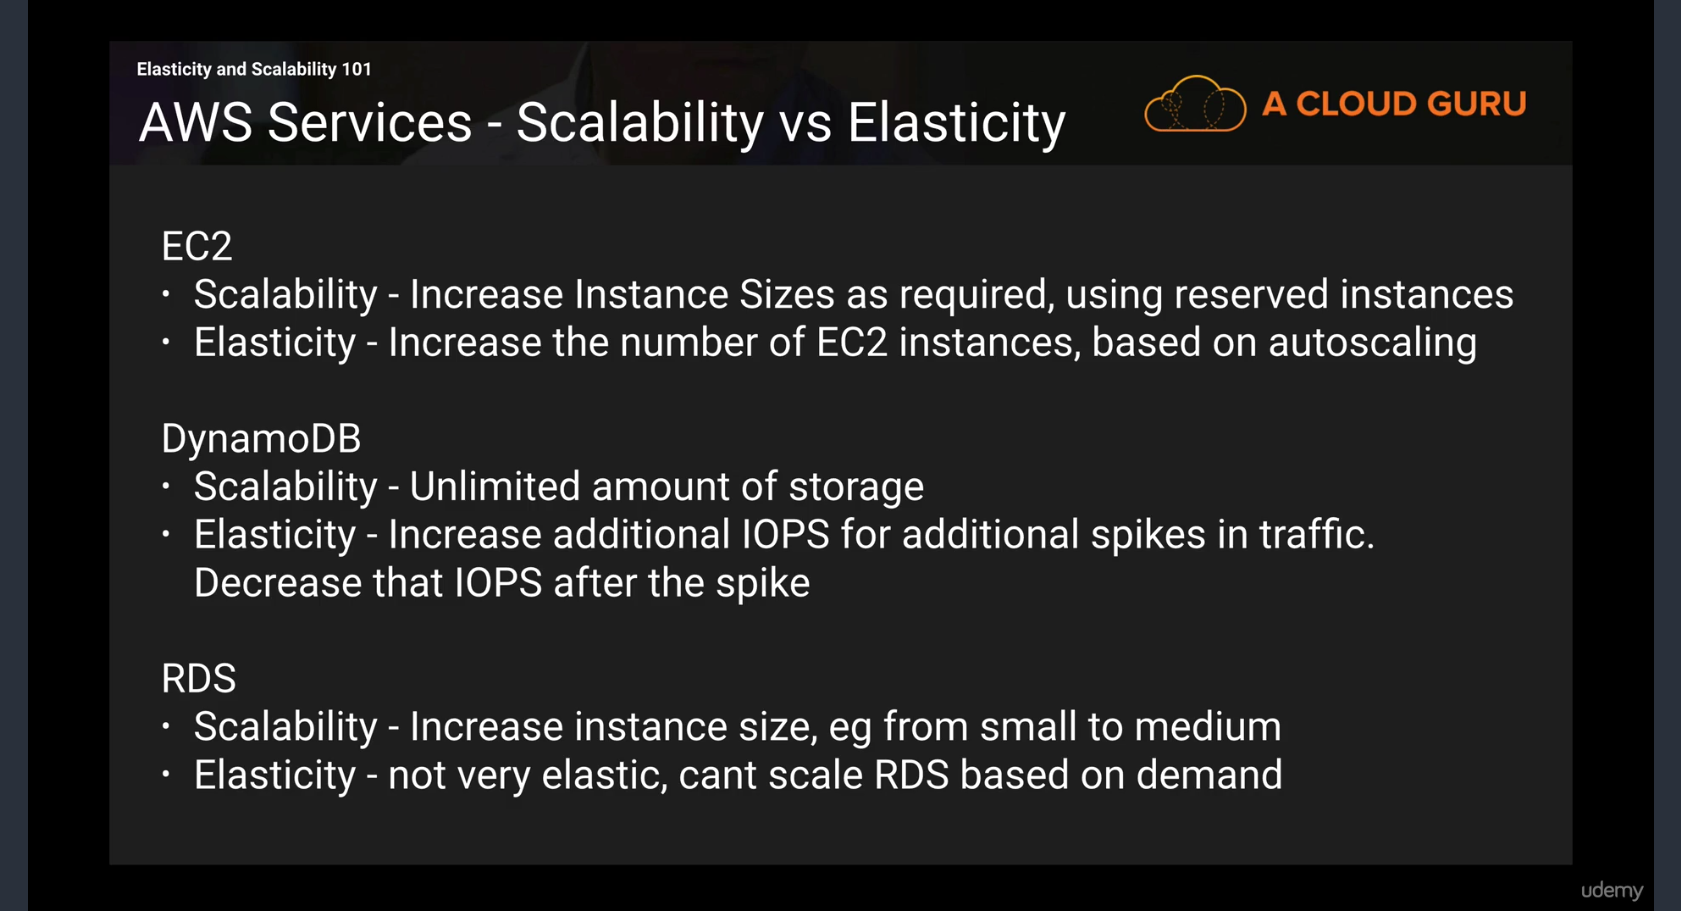 Elasticity and Scalability 101
AWS Services - Scalability vs Elasticity
A CLOUD GURU
EC2
• Scalability - Increase Instance Sizes as required, using reserved instances
• Elasticity - Increase the number of EC2 instances, based on autoscaling
DynamoDB
• Scalability - Unlimited amount of storage
• Elasticity - Increase additional IOPS for additional spikes in traffic.
Decrease that IOPS after the spike
RDS
• Scalability - Increase instance size, eg from small to medium
• Elasticity - not very elastic, cant scale RDS based on demand
udemy